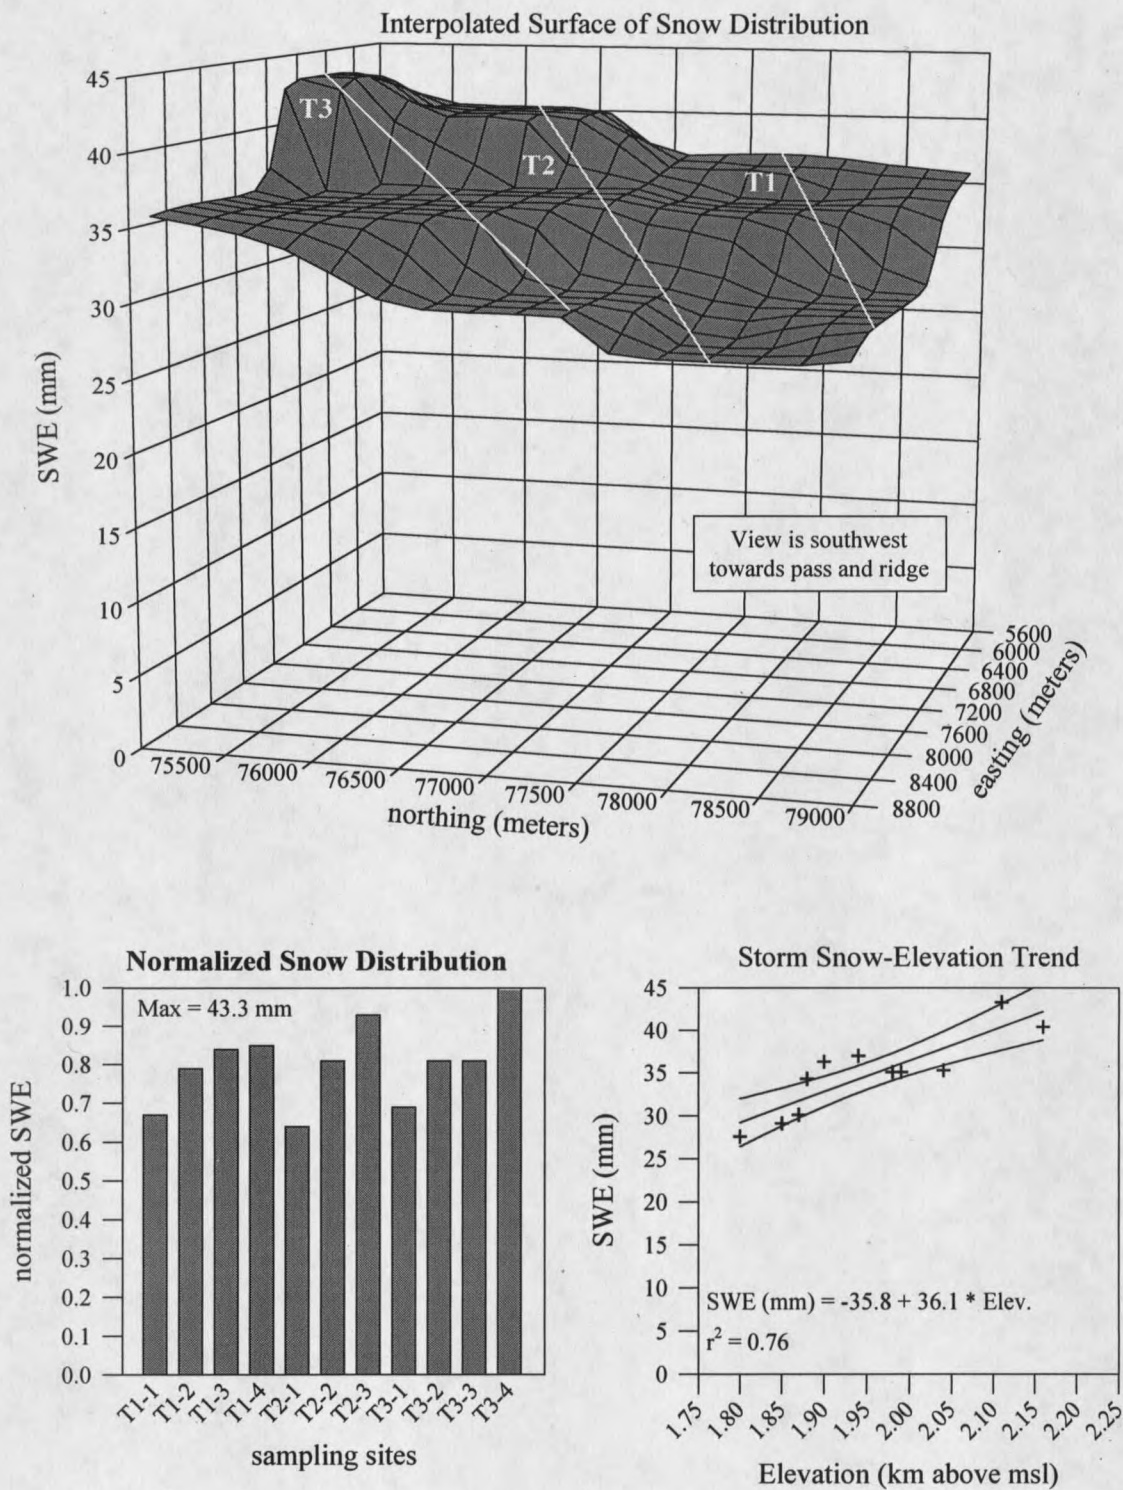 Interpolated Surface of Snow Distribution
45
40
35
30
25
20
15
10
5
0
SWE (mm)
T3
T2
T1
View is southwest
towards pass and ridge
75500
76000
76500
77000
77500
78000
78500
79000
northing (meters)
5600
6000
6400
6800
7200
7600
8000
8400
8800
easting (meters)
Normalized Snow Distribution
Max = 43.3 mm
1.0
0.9
0.8
0.7
0.6
0.5
0.4
0.3
0.2
0.1
0.0
normalized SWE
T1-1
T1-2
T1-3
T1-4
T2-1
T2-2
T2-3
T3-1
T3-2
T3-3
T3-4
sampling sites
Storm Snow-Elevation Trend
45
40
35
30
25
20
15
10
5
0
SWE (mm)
SWE (mm) = -35.8 + 36.1 * Elev.
r² = 0.76
1.75
1.80
1.85
1.90
1.95
2.00
2.05
2.10
2.15
2.20
2.25
Elevation (km above msl)